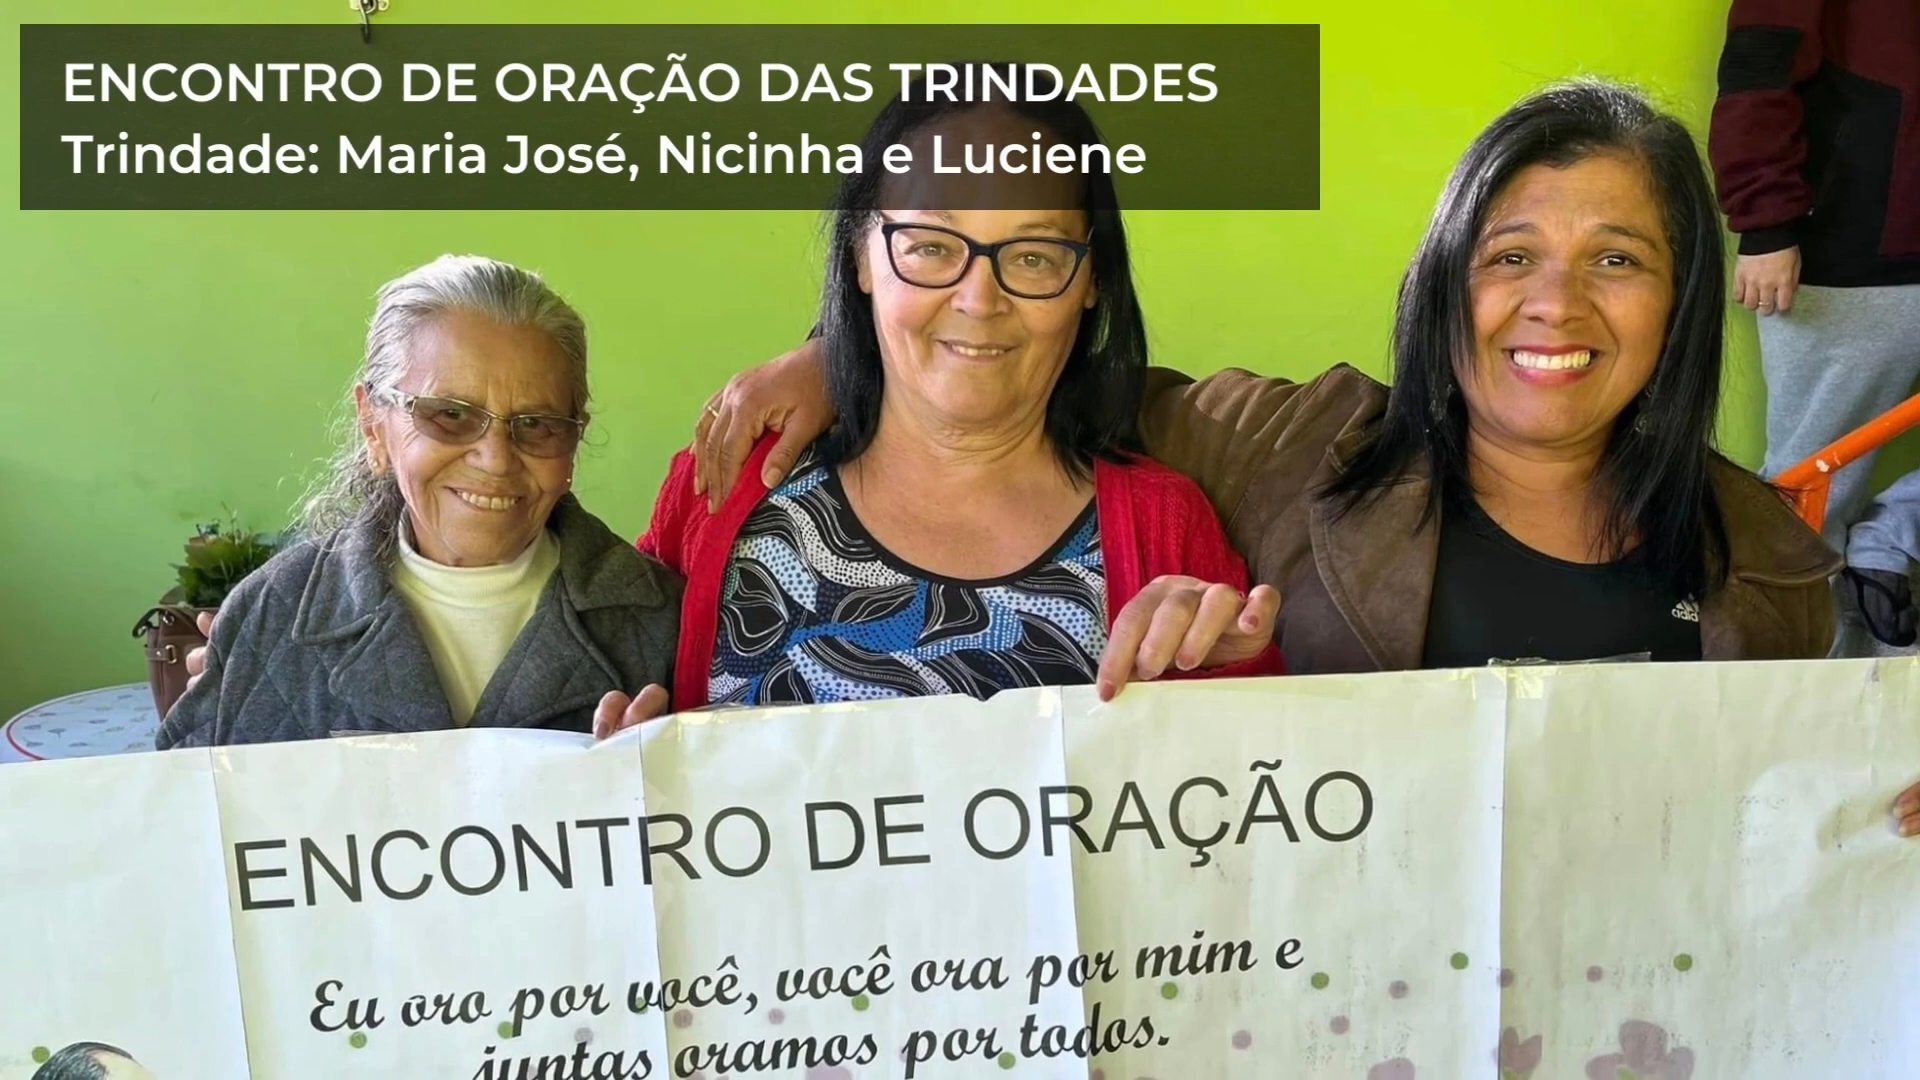 ENCONTRO DE ORAÇÃO DAS TRINDADES
Trindade: Maria José, Nicinha e Luciene
adidas
ENCONTRO DE ORAÇÃO
Eu oro por você, você ora por mim e
juntas oramos por todos.